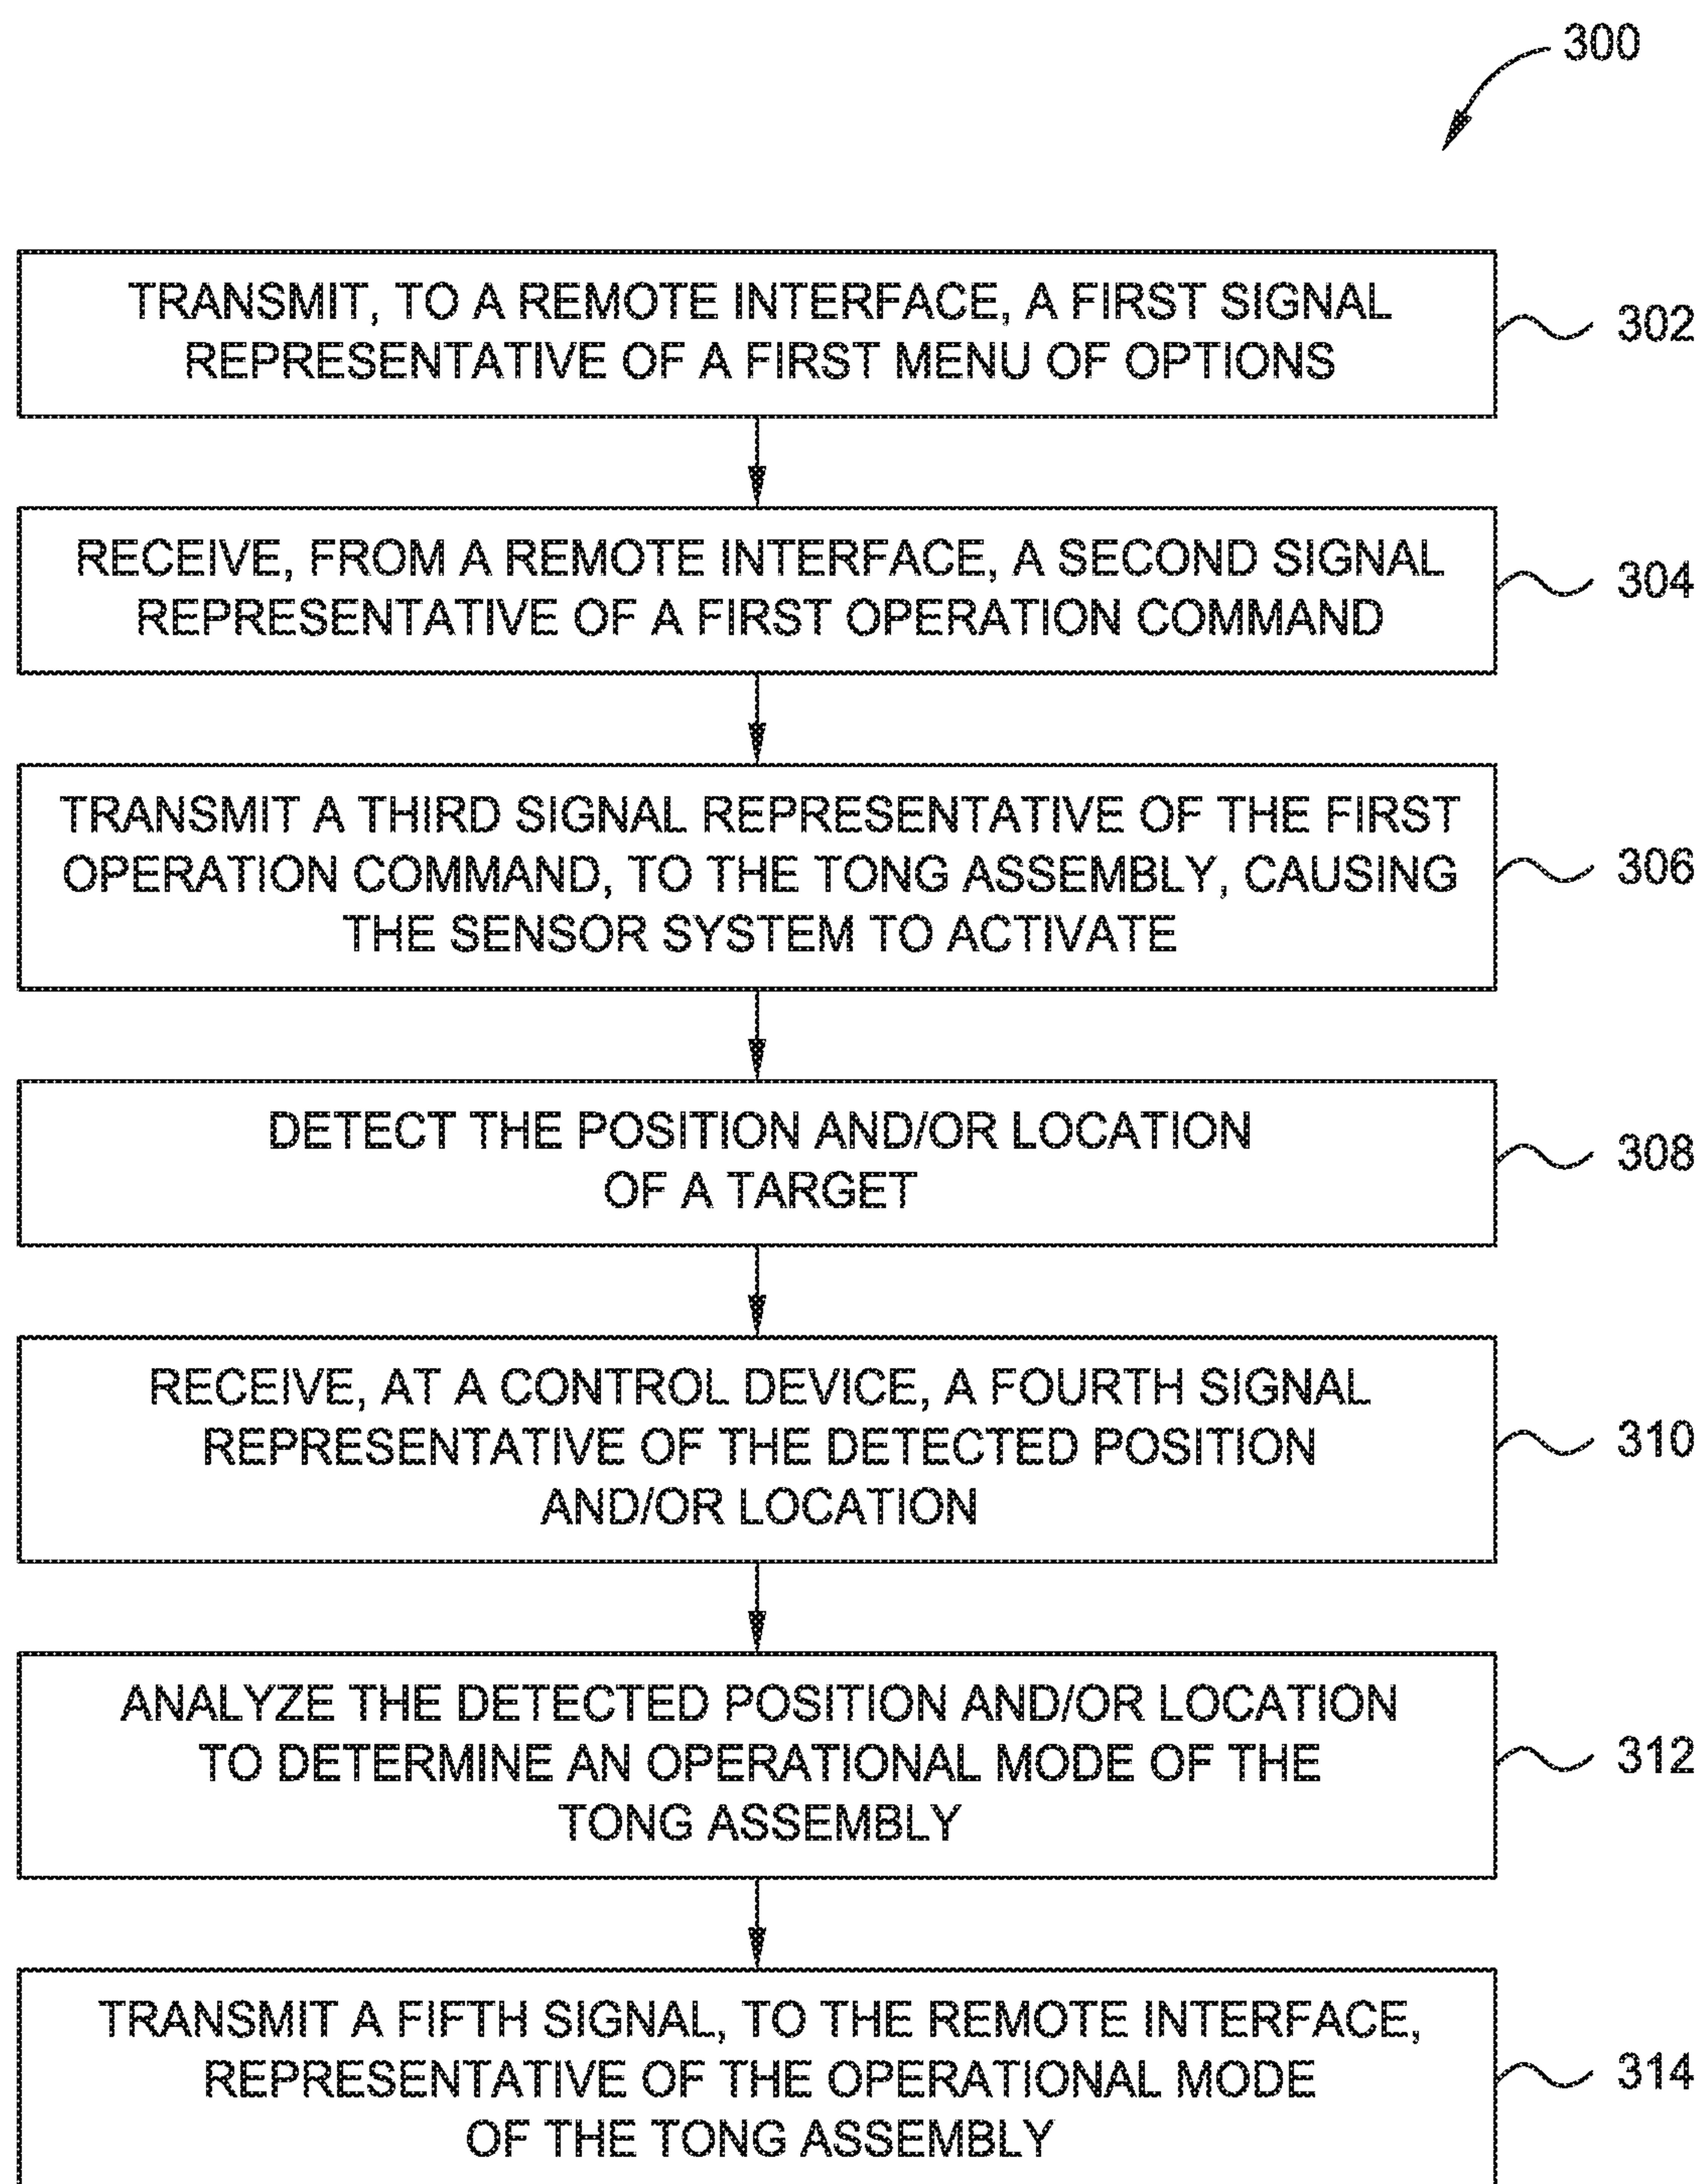 300
TRANSMIT, TO A REMOTE INTERFACE, A FIRST SIGNAL
REPRESENTATIVE OF A FIRST MENU OF OPTIONS
302
RECEIVE, FROM A REMOTE INTERFACE, A SECOND SIGNAL
REPRESENTATIVE OF A FIRST OPERATION COMMAND
304
TRANSMIT A THIRD SIGNAL REPRESENTATIVE OF THE FIRST
OPERATION COMMAND, TO THE TONG ASSEMBLY, CAUSING
THE SENSOR SYSTEM TO ACTIVATE
306
DETECT THE POSITION AND/OR LOCATION
OF A TARGET
308
RECEIVE, AT A CONTROL DEVICE, A FOURTH SIGNAL
REPRESENTATIVE OF THE DETECTED POSITION
AND/OR LOCATION
310
ANALYZE THE DETECTED POSITION AND/OR LOCATION
TO DETERMINE AN OPERATIONAL MODE OF THE
TONG ASSEMBLY
312
TRANSMIT A FIFTH SIGNAL, TO THE REMOTE INTERFACE,
REPRESENTATIVE OF THE OPERATIONAL MODE
OF THE TONG ASSEMBLY
314